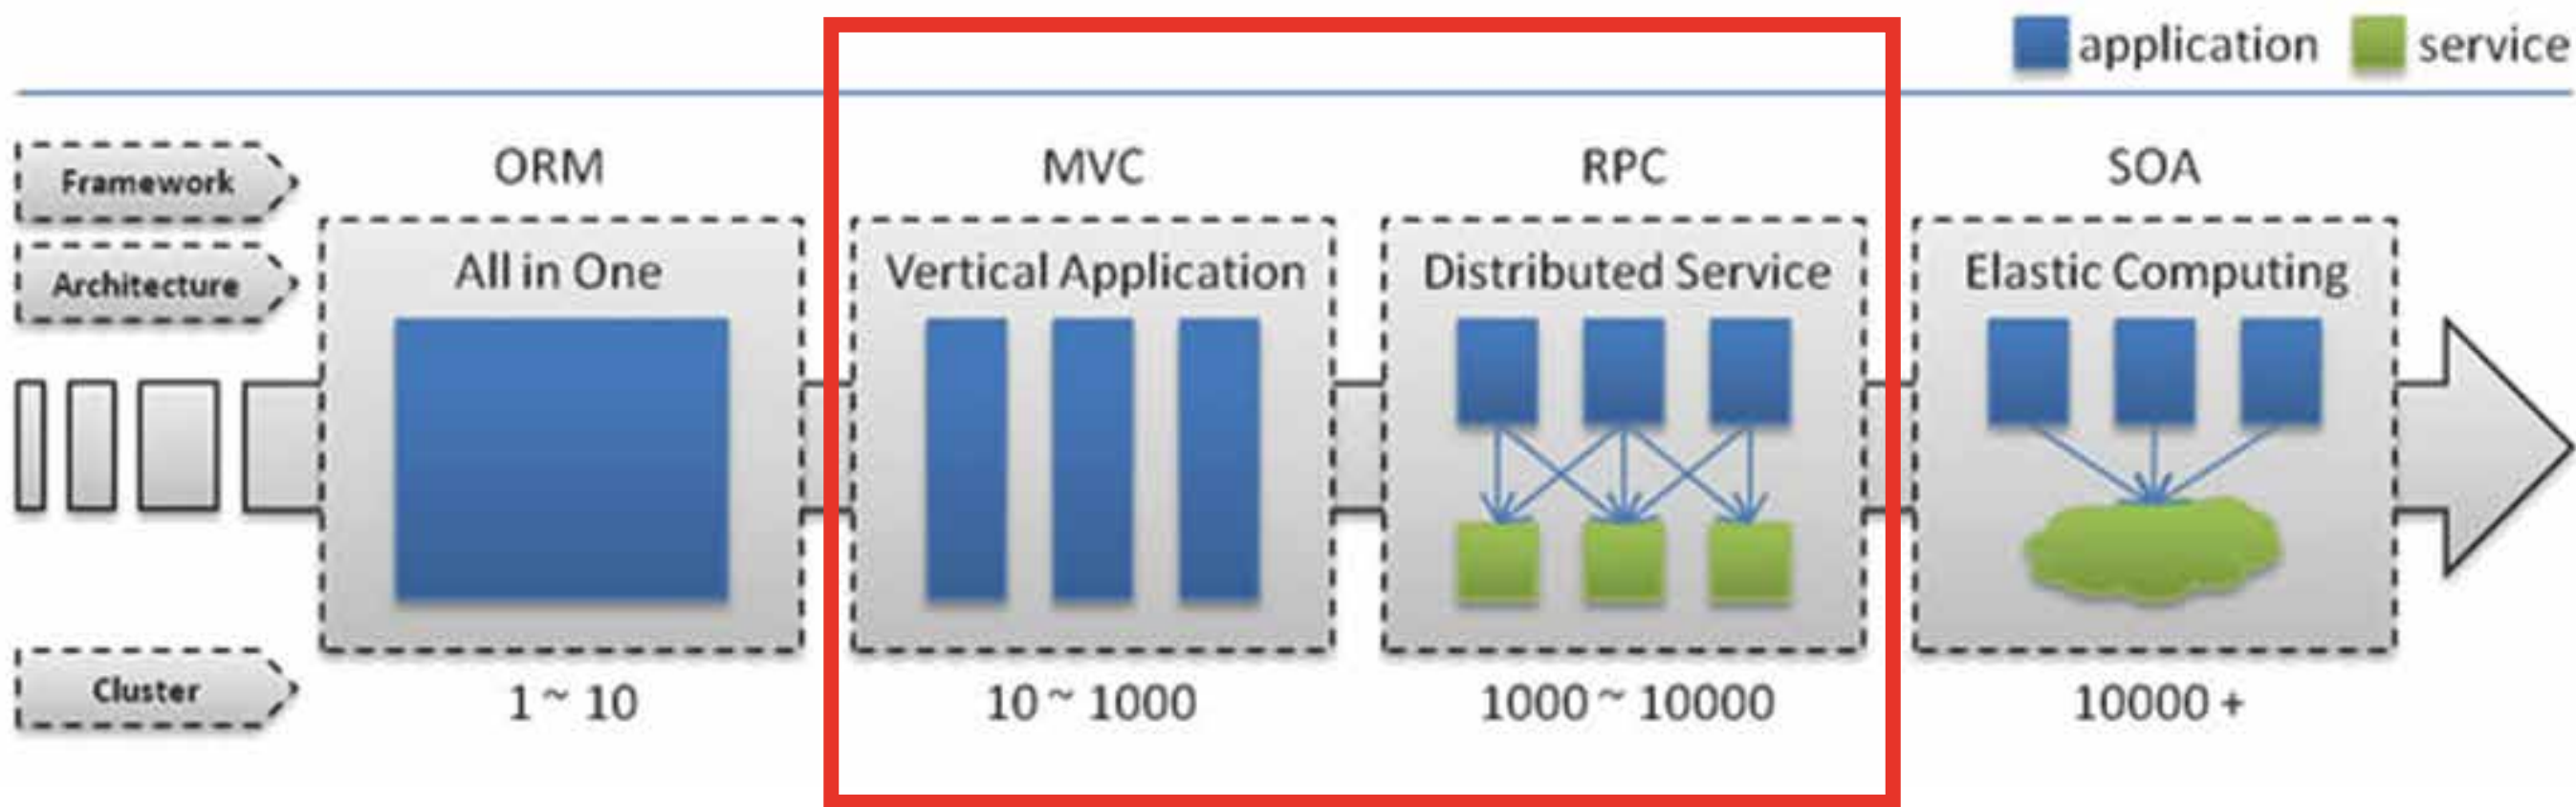 application service
Framework
ORM
MVC
RPC
SOA
Architecture
All in One
Vertical Application
Distributed Service
Elastic Computing
Cluster
1 ~ 10
10 ~ 1000
1000 ~ 10000
10000 +